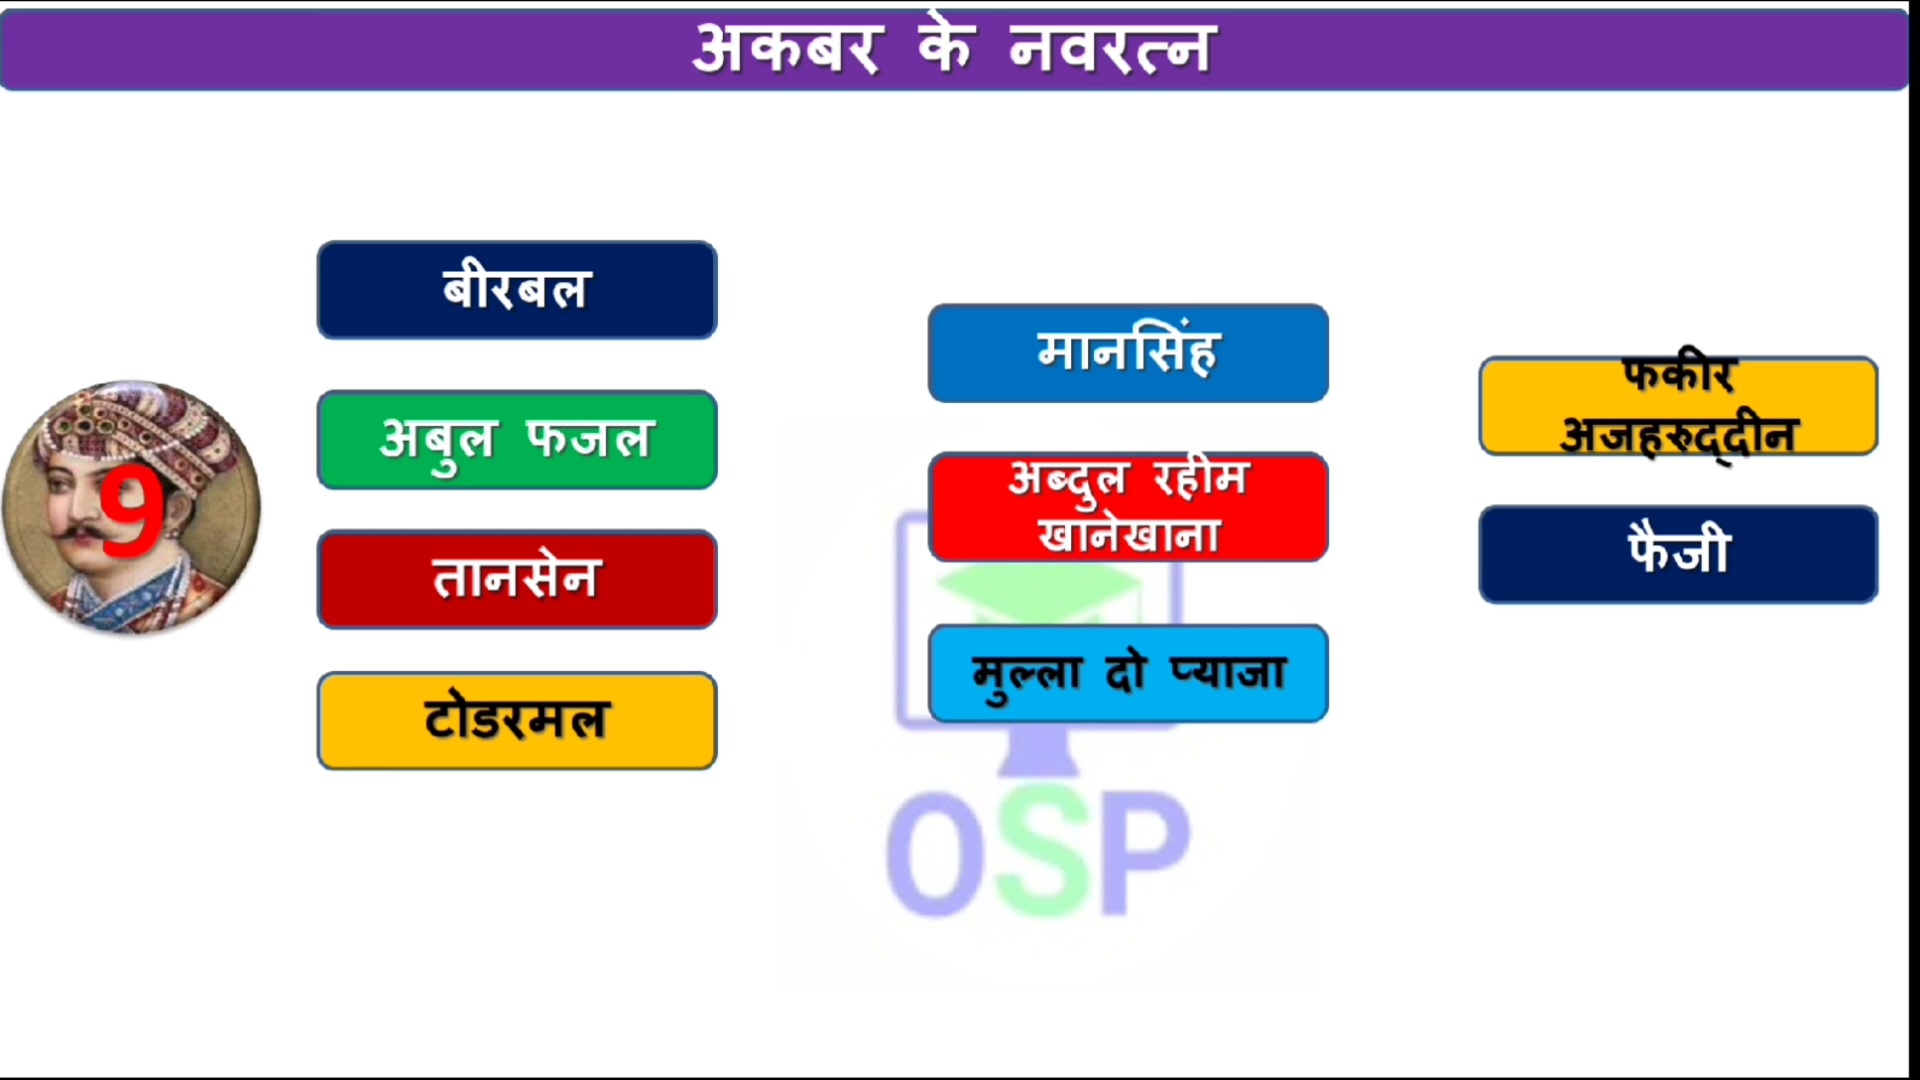 अकबर के नवरत्न
9
बीरबल
अबुल फजल
तानसेन
टोडरमल
मानसिंह
अब्दुल रहीम
खानेखाना
मुल्ला दो प्याजा
फकीर
अजहरुद्‌दीन
फैजी
OSP